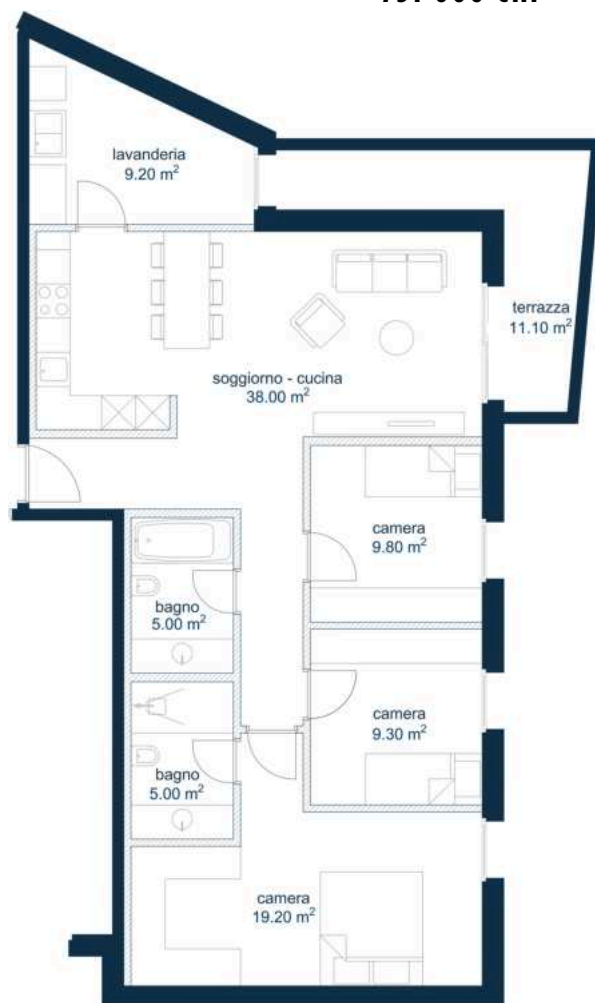 lavanderia
9.20 m²
terrazza
11.10 m²
soggiorno - cucina
38.00 m²
camera
9.80 m²
bagno
5.00 m²
camera
9.30 m²
bagno
5.00 m²
camera
19.20 m²